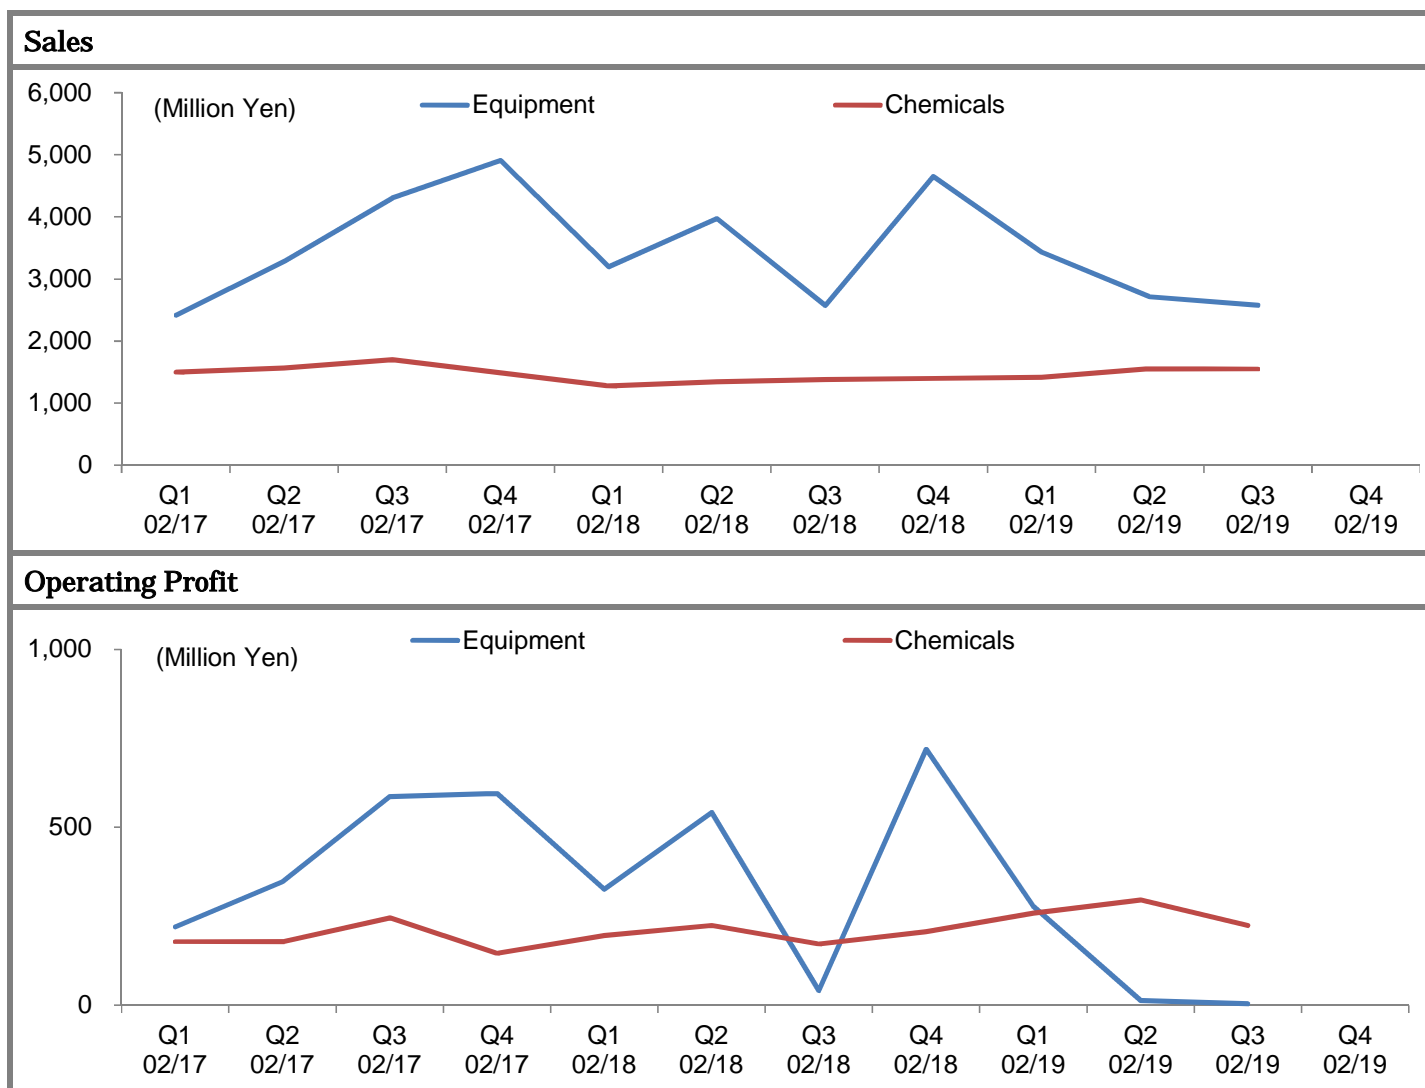 Sales
6,000
(Million Yen)
Equipment
Chemicals
5,000
4,000
3,000
2,000
1,000
0
Q1 Q2 Q3 Q4 Q1 Q2 Q3 Q4 Q1 Q2 Q3 Q4
02/17 02/17 02/17 02/17 02/18 02/18 02/18 02/18 02/19 02/19 02/19 02/19
Operating Profit
1,000
(Million Yen)
Equipment
Chemicals
500
0
Q1 Q2 Q3 Q4 Q1 Q2 Q3 Q4 Q1 Q2 Q3 Q4
02/17 02/17 02/17 02/17 02/18 02/18 02/18 02/18 02/19 02/19 02/19 02/19